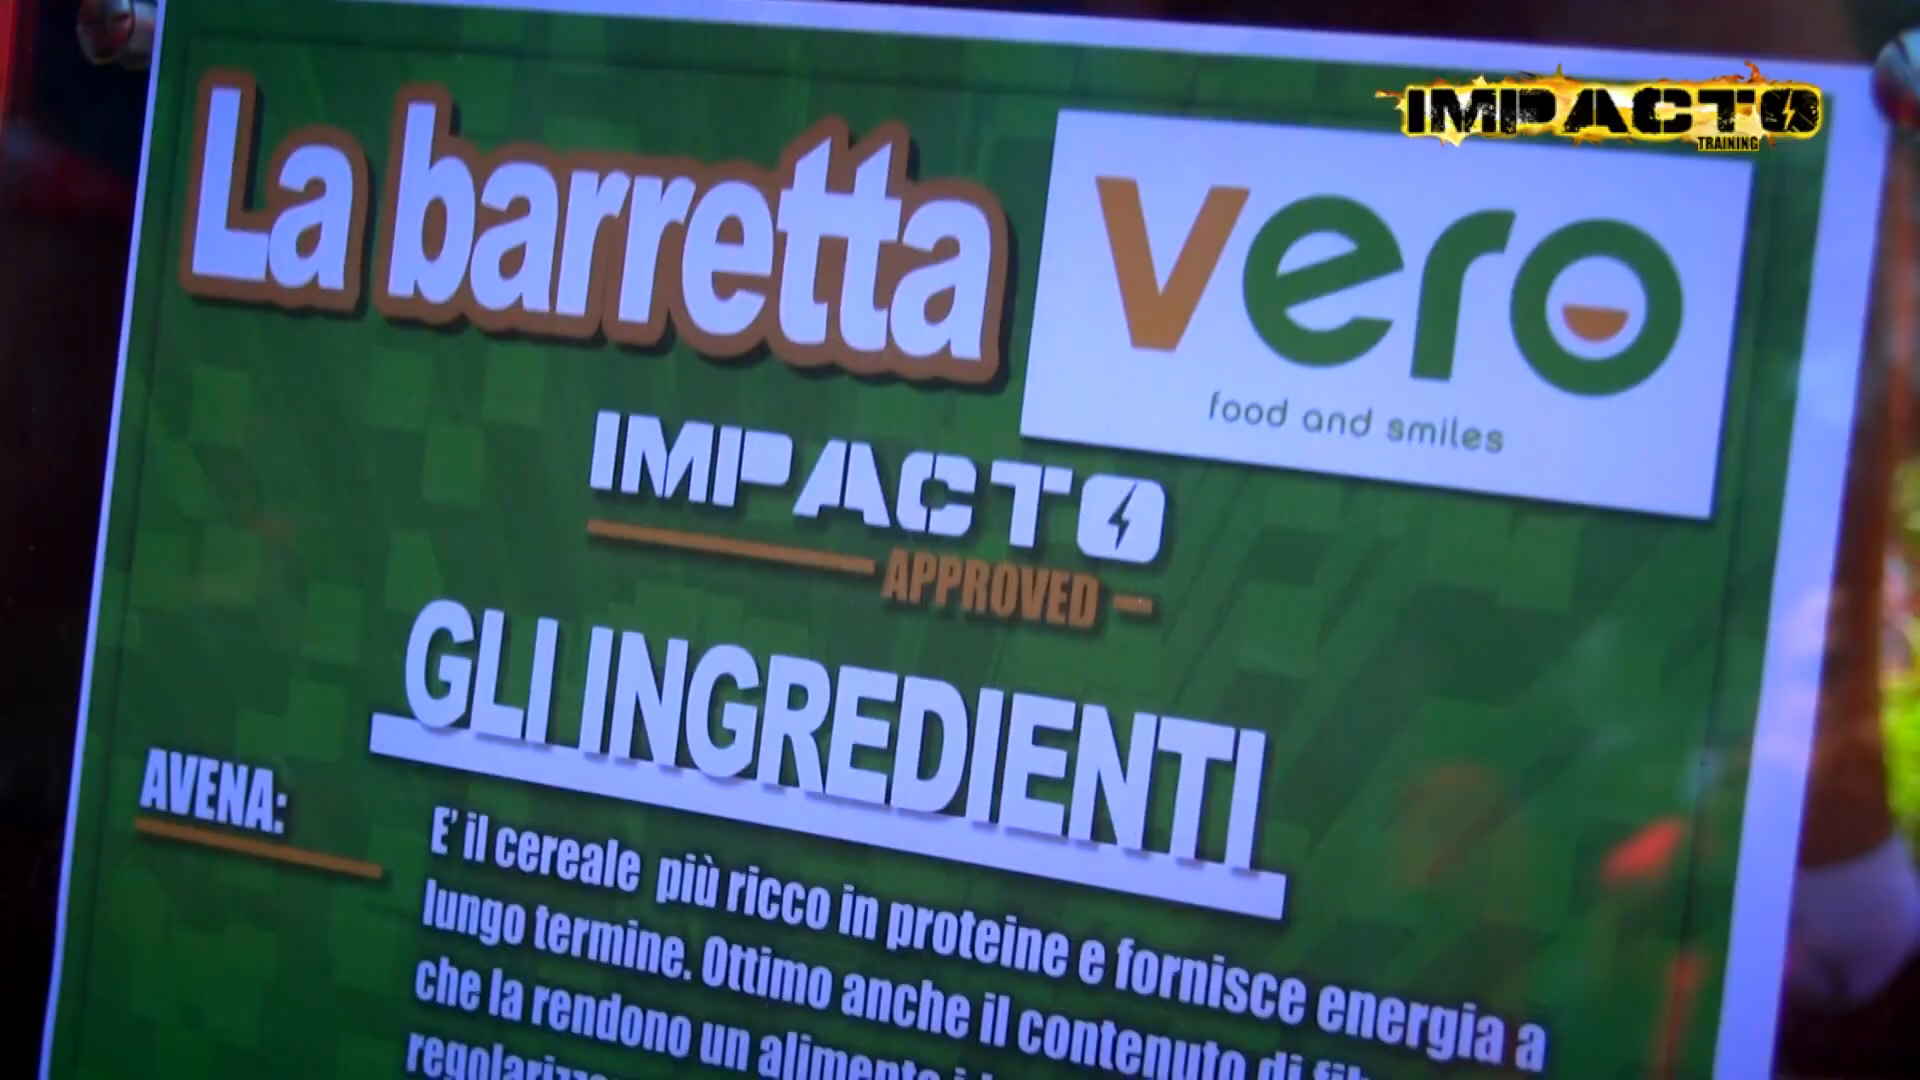 IMPACTO
TRAINING
La barretta
vero
food and smiles
IMPACTO
APPROVED
GLI INGREDIENTI
AVENA:
E' il cereale più ricco in proteine e fornisce energia a
lungo termine. Ottimo anche il contenuto di
che la rendono un